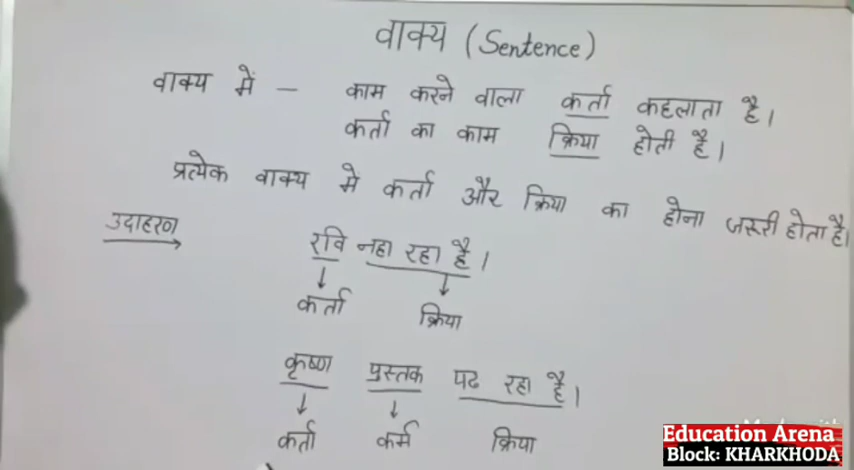 वाक्य (Sentence)
वाक्य में – काम करने वाला कर्ता कहलाता है।
कर्ता का काम क्रिया होती है।
प्रत्येक वाक्य मे कर्ता और क्रिया का होना जरूरी होता है।
उदाहरण
रवि नहा रहा है।
कर्ता क्रिया
कृष्ण पुस्तक पढ रहा है।
कर्ता कर्म क्रिया
Education Arena
Block: KHARKHODA